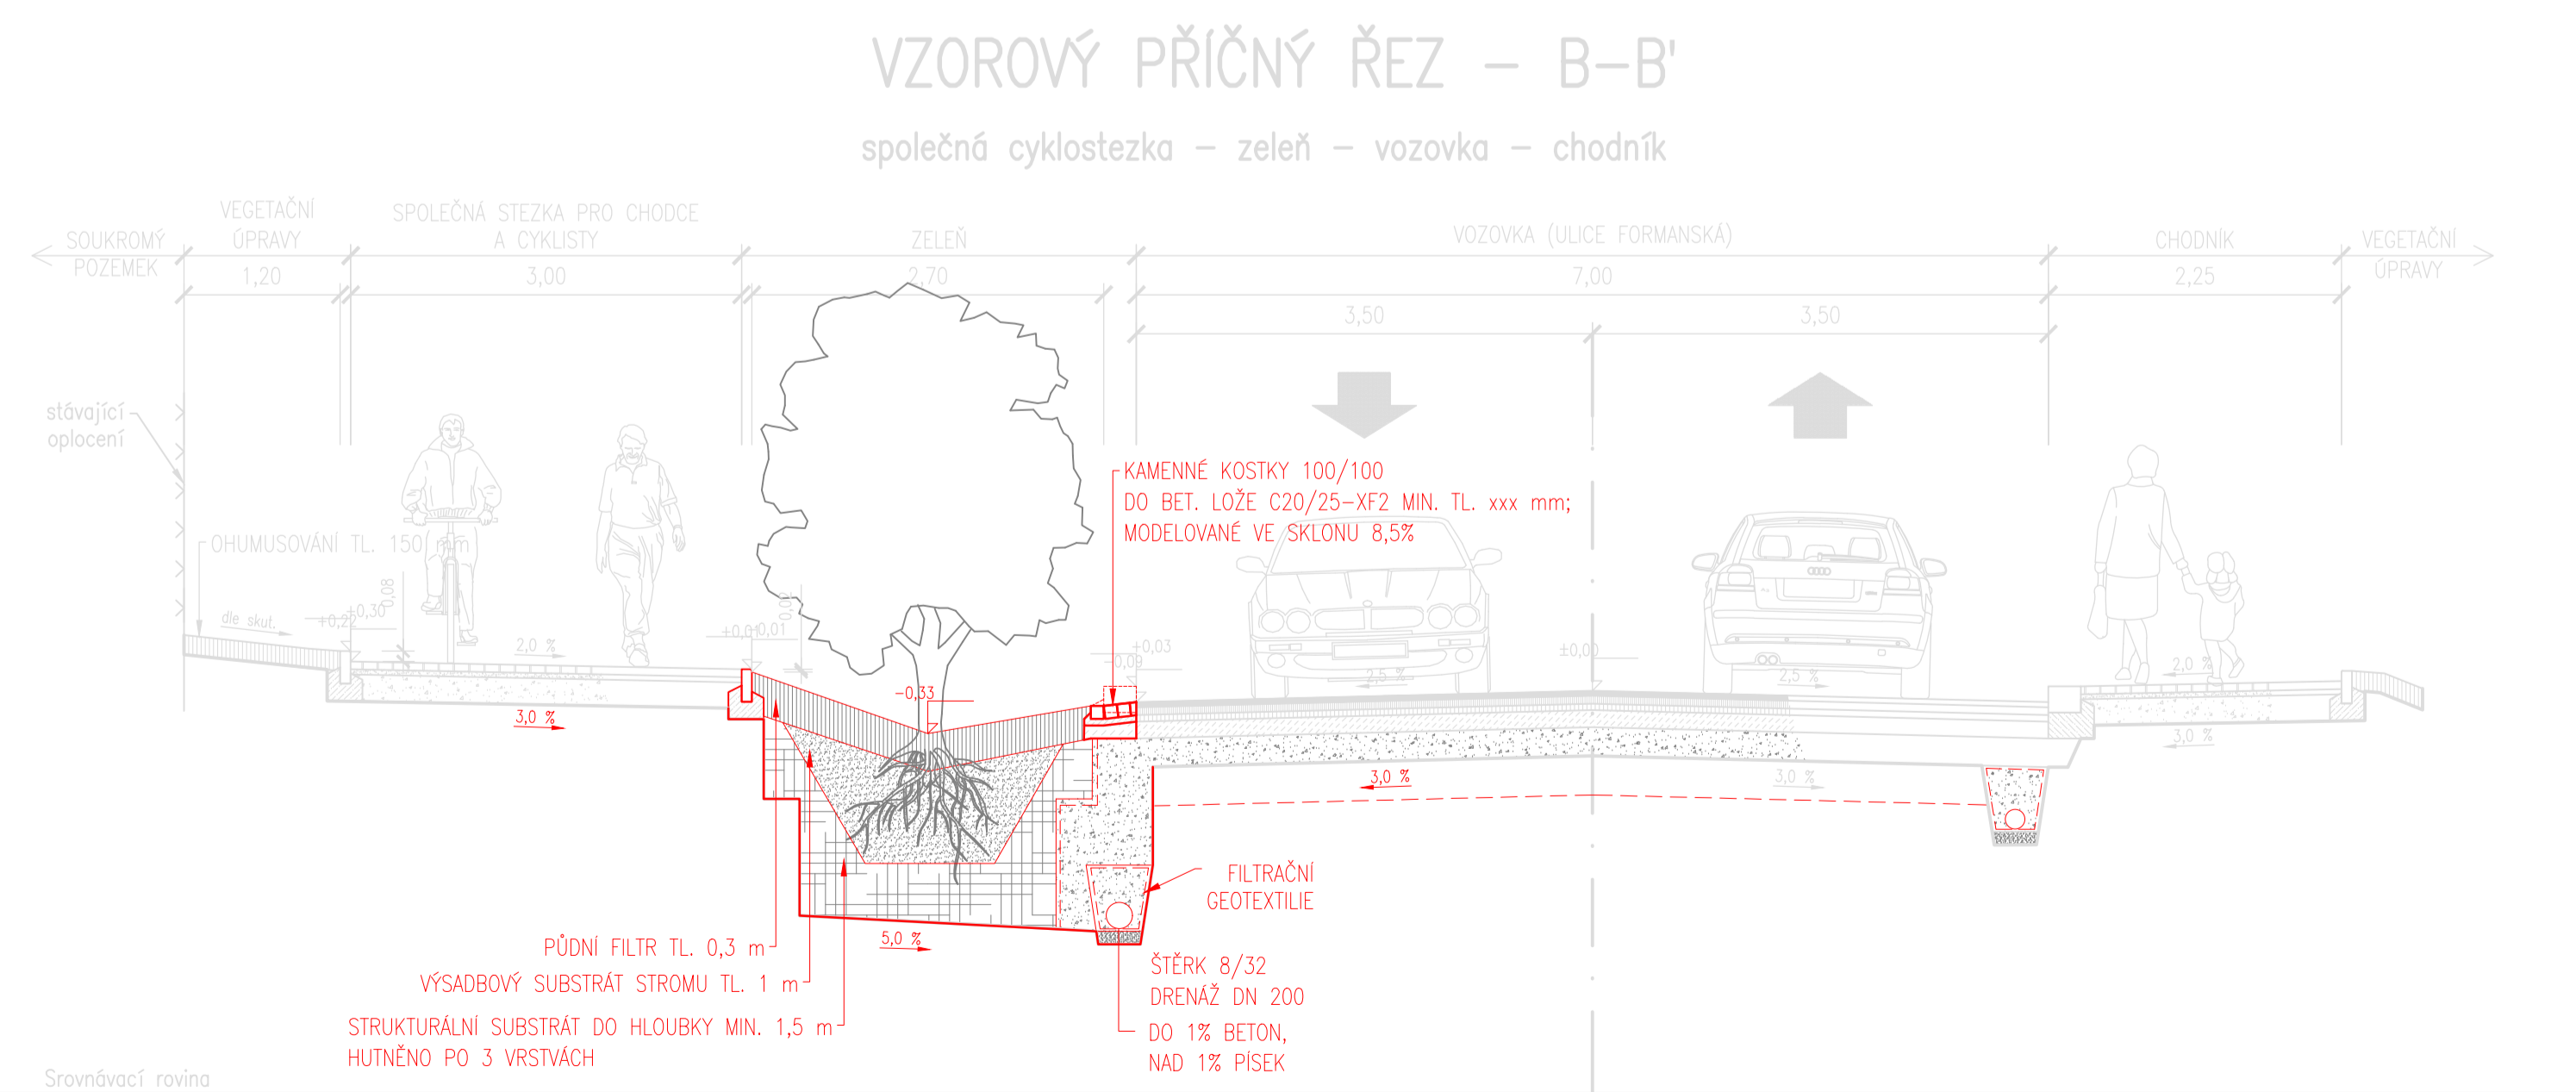 VZOROVÝ PŘÍČNÝ ŘEZ – B–B'
společná cyklostezka – zeleň – vozovka – chodník
SOUKROMÝ
POZEMEK
VEGETAČNÍ
ÚPRAVY
1,20
SPOLEČNÁ STEZKA PRO CHODCE
A CYKLISTY
3,00
ZELEŇ
2,70
VOZOVKA (ULICE FORMANSKÁ)
7,00
3,50
3,50
CHODNÍK
2,25
VEGETAČNÍ
ÚPRAVY
stávající
oplocení
KAMENNÉ KOSTKY 100/100
DO BET. LOŽE C20/25-XF2 MIN. TL. xxx mm;
MODELOVANÉ VE SKLONU 8,5%
OHUMUSOVÁNÍ TL. 150 mm
dle skut.
+0,22
+0,30
0,08
2,0 %
3,0 %
+0,01
0,02
-0,33
-0,09
+0,03
2,5 %
±0,00
2,5 %
2,0 %
3,0 %
3,0 %
3,0 %
FILTRAČNÍ
GEOTEXTILIE
5,0 %
PŮDNÍ FILTR TL. 0,3 m
VÝSADBOVÝ SUBSTRÁT STROMU TL. 1 m
STRUKTURÁLNÍ SUBSTRÁT DO HLOUBKY MIN. 1,5 m
HUTNĚNO PO 3 VRSTVÁCH
ŠTĚRK 8/32
DRENÁŽ DN 200
DO 1% BETON,
NAD 1% PÍSEK
Srovnávací rovina